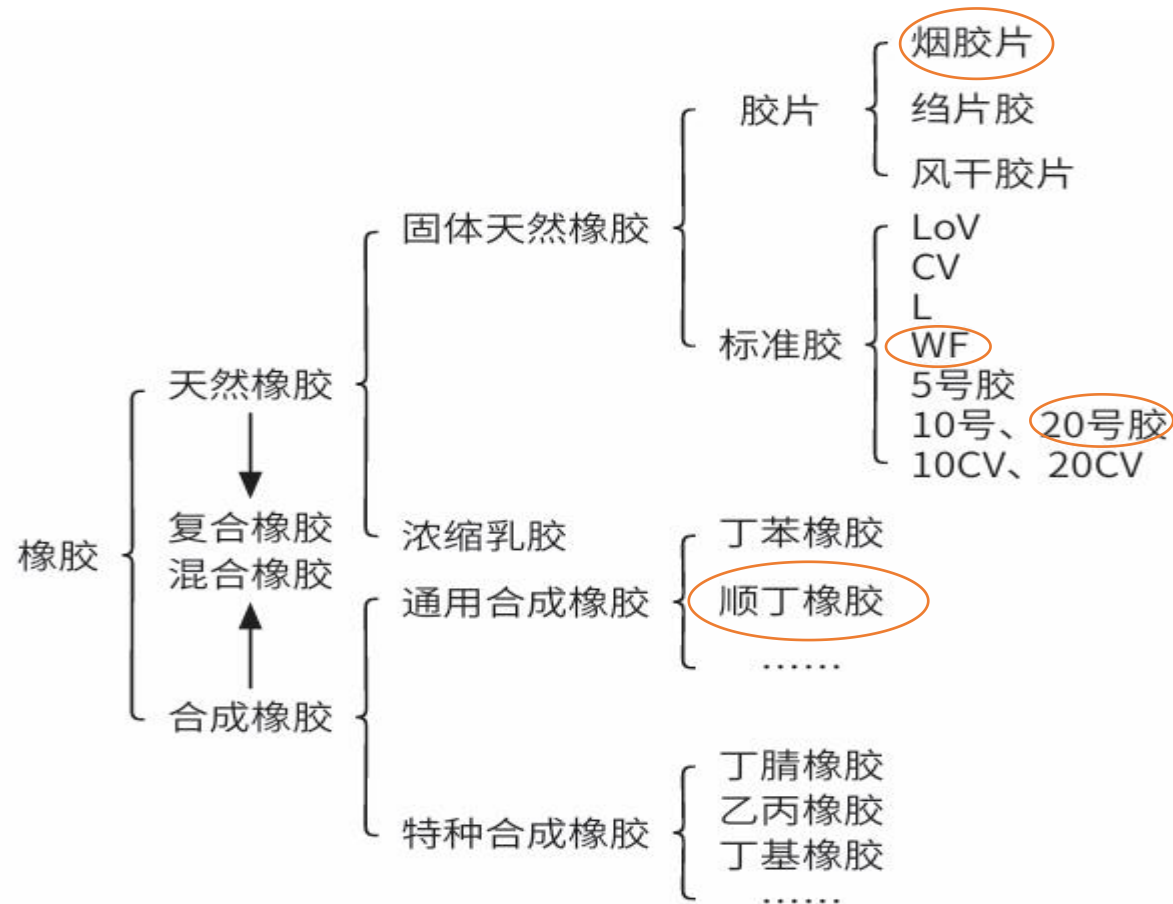 橡胶
天然橡胶
复合橡胶
混合橡胶
合成橡胶
固体天然橡胶
浓缩乳胶
通用合成橡胶
特种合成橡胶
胶片
标准胶
烟胶片
绉片胶
风干胶片
LoV
CV
L
WF
5号胶
10号、20号胶
10CV、20CV
丁苯橡胶
顺丁橡胶
……
丁腈橡胶
乙丙橡胶
丁基橡胶
……